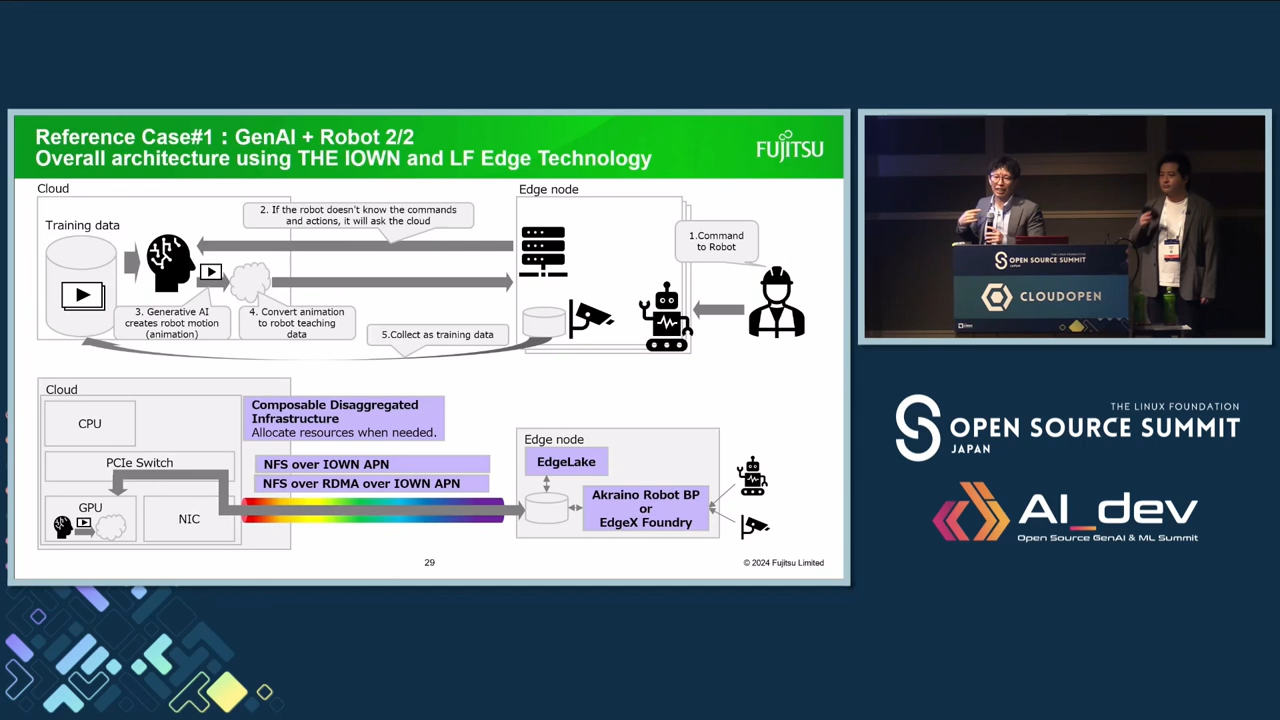 Reference Case#1 : GenAI + Robot 2/2
Overall architecture using THE IOWN and LF Edge Technology
FUJITSU
Cloud
Training data
2. If the robot doesn't know the commands
and actions, it will ask the cloud
3. Generative AI
creates robot motion
(animation)
4. Convert animation
to robot teaching
data
5.Collect as training data
Edge node
1.Command
to Robot
Cloud
CPU
PCIe Switch
GPU
NIC
Composable Disaggregated
Infrastructure
Allocate resources when needed.
NFS over IOWN APN
NFS over RDMA over IOWN APN
Edge node
EdgeLake
Akraino Robot BP
or
EdgeX Foundry
29
© 2024 Fujitsu Limited
OPEN SOURCE SUMMIT
JAPAN
CLOUDOPEN
THE LINUX FOUNDATION
OPEN SOURCE SUMMIT
JAPAN
AI_dev
Open Source GenAI & ML Summit